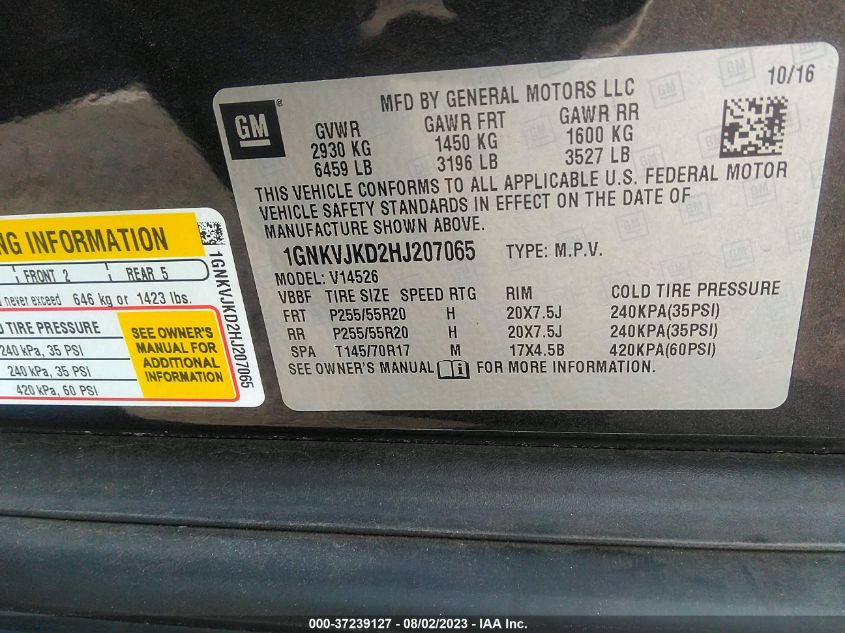 10/16
MFD BY GENERAL MOTORS LLC
GM
GVWR GAWR FRT GAWR RR
2930 KG 1450 KG 1600 KG
6459 LB 3196 LB 3527 LB
THIS VEHICLE CONFORMS TO ALL APPLICABLE U.S. FEDERAL MOTOR
VEHICLE SAFETY STANDARDS IN EFFECT ON THE DATE OF
MANUFACTURE SHOWN ABOVE.
1GNKVJKD2HJ207065 TYPE: M.P.V.
MODEL: V14526
VBBF TIRE SIZE SPEED RTG RIM COLD TIRE PRESSURE
FRT P255/55R20 H 20X7.5J 240KPA(35PSI)
RR P255/55R20 H 20X7.5J 240KPA(35PSI)
SPA T145/70R17 M 17X4.5B 420KPA(60PSI)
SEE OWNER'S MANUAL FOR MORE INFORMATION.
INFORMATION
FRONT 2 REAR 5
never exceed 646 kg or 1423 lbs.
TIRE PRESSURE
240 kPa, 35 PSI
240 kPa, 35 PSI
420 kPa, 60 PSI
SEE OWNER'S
MANUAL FOR
ADDITIONAL
INFORMATION
1GNKVJKD2HJ207065
000-37239127 - 08/02/2023 - IAA Inc.